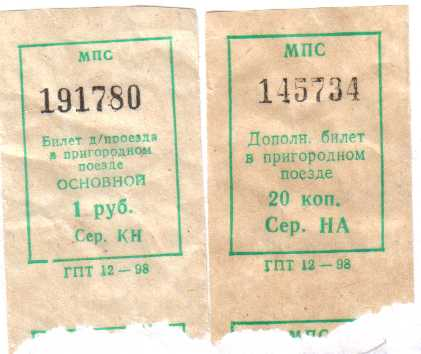 МПС
191780
Билет д/проезда
в пригородном
поезде
ОСНОВНОЙ
1 руб.
Сер. КН
ГПТ 12—98
МПС
145734
Дополн. билет
в пригородном
поезде
20 коп.
Сер. НА
ГПТ 12—98
МПС